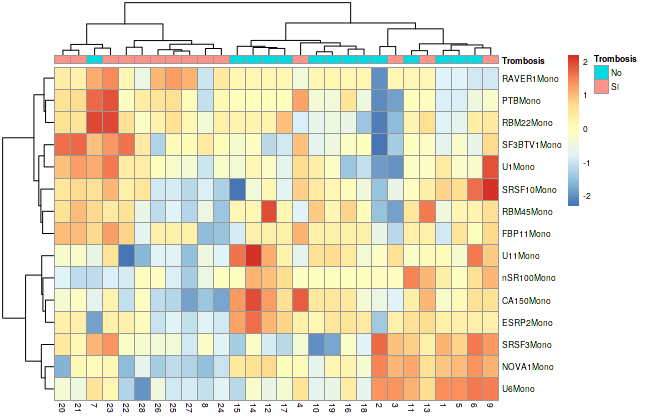 Trombosis
RAVER1Mono
PTBMono
RBM22Mono
SF3BTV1Mono
U1Mono
SRSF10Mono
RBM45Mono
FBP11Mono
U11Mono
nSR100Mono
CA150Mono
ESRP2Mono
SRSF3Mono
NOVA1Mono
U6Mono
20 21 7 23 22 28 26 25 27 8 24 15 14 12 17 4 10 19 16 18 2 3 11 13 1 5 6 9
2
1
0
-1
-2
Trombosis
No
SI